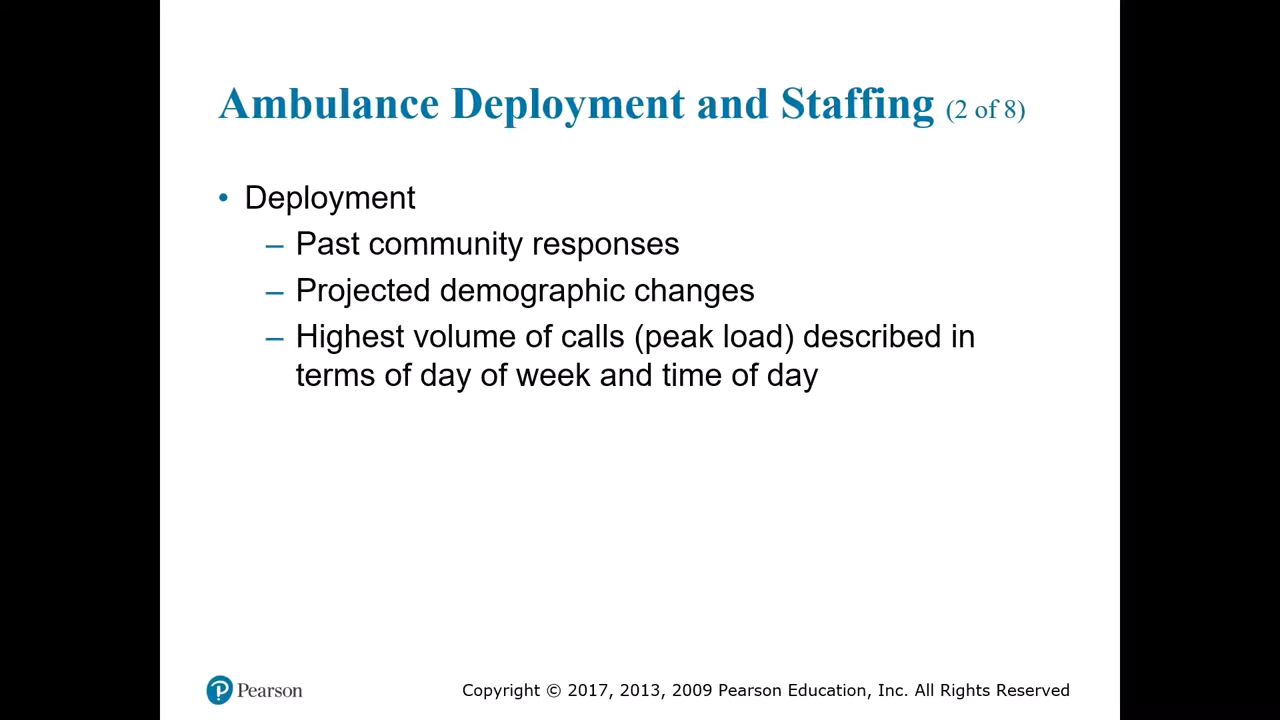 Ambulance Deployment and Staffing (2 of 8)
• Deployment
– Past community responses
– Projected demographic changes
– Highest volume of calls (peak load) described in
terms of day of week and time of day
Pearson
Copyright © 2017, 2013, 2009 Pearson Education, Inc. All Rights Reserved